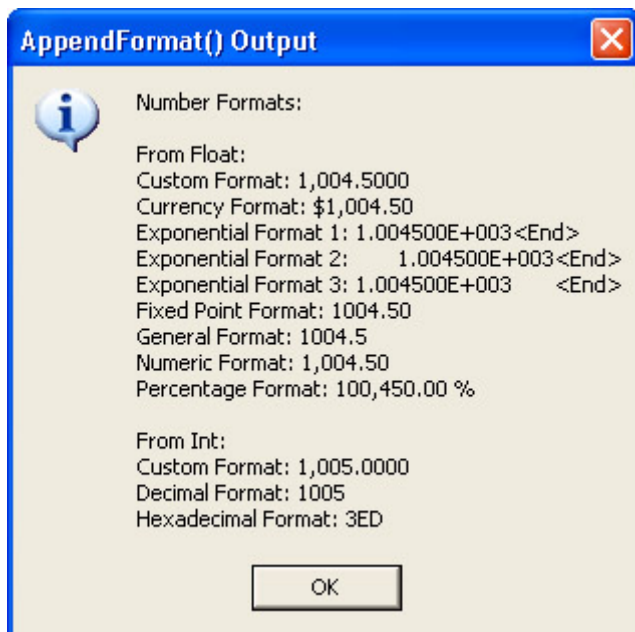 AppendFormat() Output
Number Formats:
From Float:
Custom Format: 1,004.5000
Currency Format: $1,004.50
Exponential Format 1: 1.004500E+003<End>
Exponential Format 2:       1.004500E+003<End>
Exponential Format 3: 1.004500E+003       <End>
Fixed Point Format: 1004.50
General Format: 1004.5
Numeric Format: 1,004.50
Percentage Format: 100,450.00 %
From Int:
Custom Format: 1,005.0000
Decimal Format: 1005
Hexadecimal Format: 3ED
OK